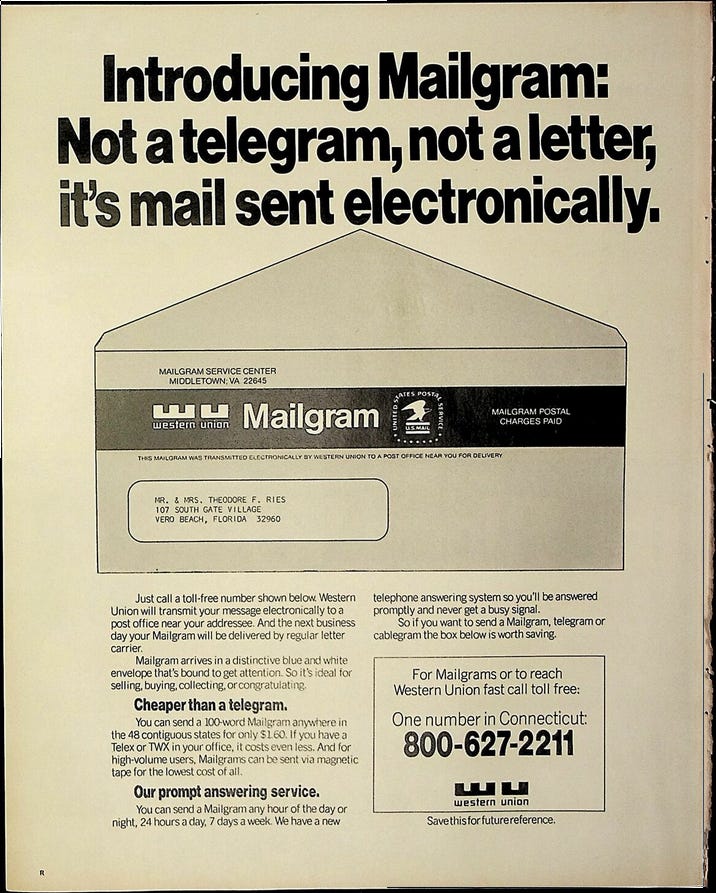 Introducing Mailgram:
Not a telegram, not a letter,
it's mail sent electronically.
MAILGRAM SERVICE CENTER
MIDDLETOWN, VA 22645
western union
Mailgram
UNITED STATES POSTAL SERVICE
U.S.MAIL
MAILGRAM POSTAL
CHARGES PAID
THIS MAILGRAM WAS TRANSMITTED ELECTRONICALLY BY WESTERN UNION TO A POST OFFICE NEAR YOU FOR DELIVERY
MR. & MRS. THEODORE F. RIES
107 SOUTH GATE VILLAGE
VERO BEACH, FLORIDA 32960
Just call a toll-free number shown below. Western
Union will transmit your message electronically to a
post office near your addressee. And the next business
day your Mailgram will be delivered by regular letter
carrier.
Mailgram arrives in a distinctive blue and white
envelope that's bound to get attention. So it's ideal for
selling, buying, collecting, or congratulating.
Cheaper than a telegram.
You can send a 100-word Mailgram anywhere in
the 48 contiguous states for only $1.60. If you have a
Telex or TWX in your office, it costs even less. And for
high-volume users, Mailgrams can be sent via magnetic
tape for the lowest cost of all.
Our prompt answering service.
You can send a Mailgram any hour of the day or
night, 24 hours a day, 7 days a week. We have a new
telephone answering system so you'll be answered
promptly and never get a busy signal.
So if you want to send a Mailgram, telegram or
cablegram the box below is worth saving.
For Mailgrams or to reach
Western Union fast call toll free:
One number in Connecticut:
800-627-2211
western union
Save this for future reference.
R